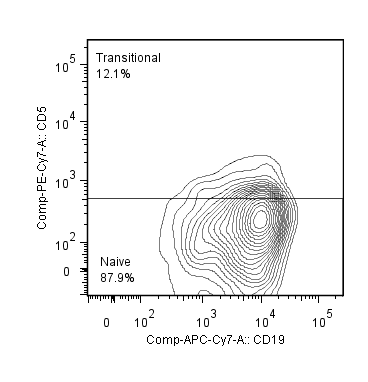 Transitional
12.1%
10^5
10^4
10^3
10^2
0
Comp-PE-Cy7-A:: CD5
Naive
87.9%
0 10^2 10^3 10^4 10^5
Comp-APC-Cy7-A:: CD19